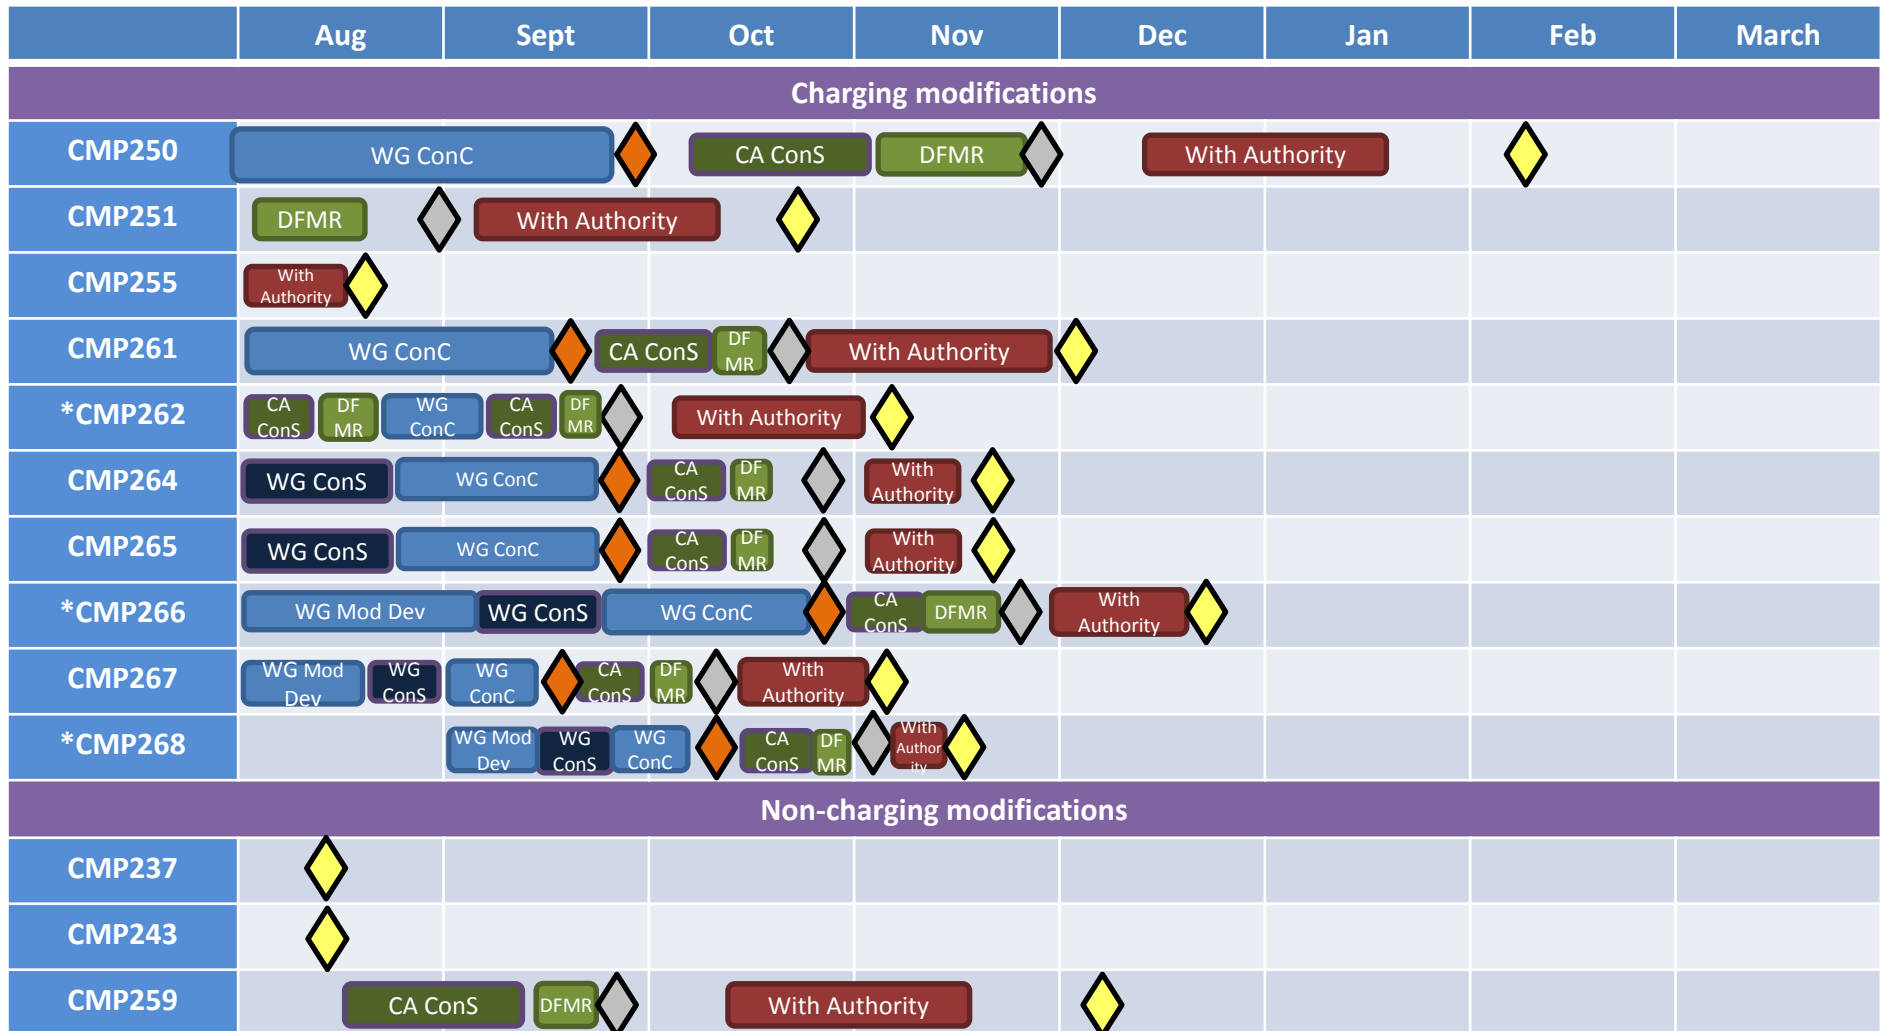 Aug Sept Oct Nov Dec Jan Feb March
Charging modifications
CMP250 WG ConC CA ConS DFMR With Authority
CMP251 DFMR With Authority
CMP255 With Authority
CMP261 WG ConC CA ConS DF MR With Authority
*CMP262 CA ConS DF MR WG ConC CA ConS DF MR With Authority
CMP264 WG ConS WG ConC CA ConS DF MR With Authority
CMP265 WG ConS WG ConC CA ConS DF MR With Authority
*CMP266 WG Mod Dev WG ConS WG ConC CA ConS DFMR With Authority
CMP267 WG Mod Dev WG ConS WG ConC CA ConS DF MR With Authority
*CMP268 WG Mod Dev WG ConS WG ConC CA ConS DF MR With Author ity
Non-charging modifications
CMP237
CMP243
CMP259 CA ConS DFMR With Authority